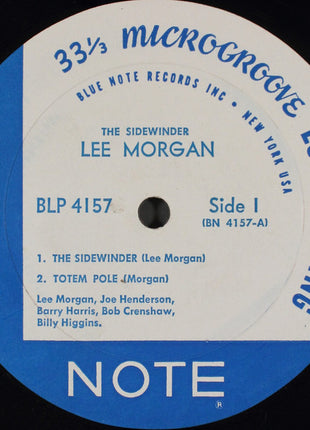 33⅓ MICROGROOVE LO
ING
BLUE NOTE RECORDS INC • NEW YORK USA
THE SIDEWINDER
LEE MORGAN
BLP 4157
Side I
(BN 4157-A)
1. THE SIDEWINDER (Lee Morgan)
2. TOTEM POLE (Morgan)
Lee Morgan, Joe Henderson,
Barry Harris, Bob Crenshaw,
Billy Higgins.
NOTE
®